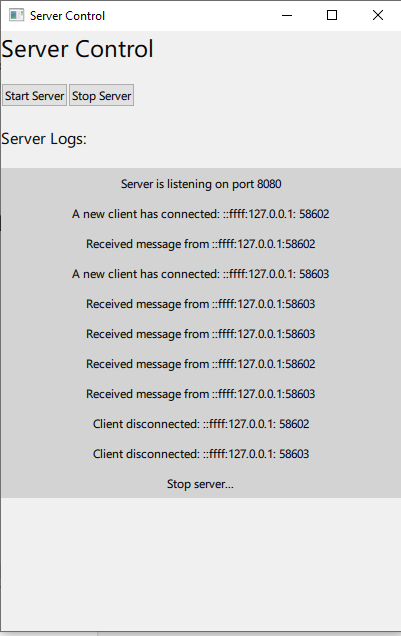 Server Control
Server Control
Start Server Stop Server
Server Logs:
Server is listening on port 8080
A new client has connected: ::ffff:127.0.0.1: 58602
Received message from ::ffff:127.0.0.1:58602
A new client has connected: ::ffff:127.0.0.1: 58603
Received message from ::ffff:127.0.0.1:58603
Received message from ::ffff:127.0.0.1:58603
Received message from ::ffff:127.0.0.1:58602
Received message from ::ffff:127.0.0.1:58603
Client disconnected: ::ffff:127.0.0.1: 58602
Client disconnected: ::ffff:127.0.0.1: 58603
Stop server...